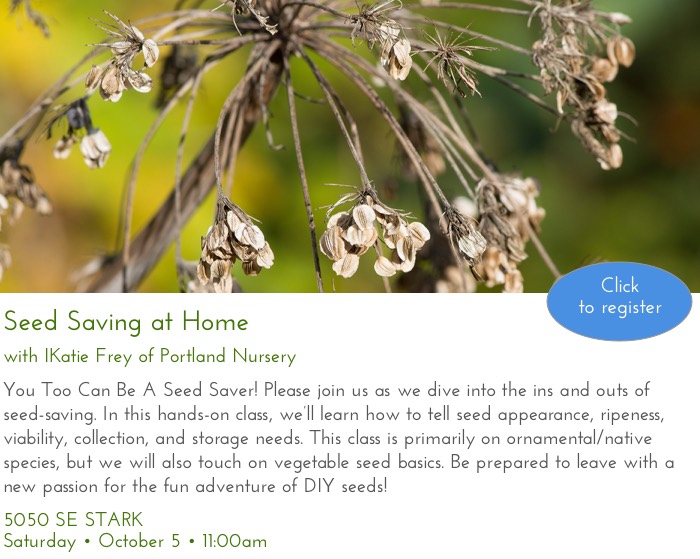 Click
to register
Seed Saving at Home
with IKatie Frey of Portland Nursery
You Too Can Be A Seed Saver! Please join us as we dive into the ins and outs of
seed-saving. In this hands-on class, we'll learn how to tell seed appearance, ripeness,
viability, collection, and storage needs. This class is primarily on ornamental/native
species, but we will also touch on vegetable seed basics. Be prepared to leave with a
new passion for the fun adventure of DIY seeds!
5050 SE STARK
Saturday • October 5 • 11:00am